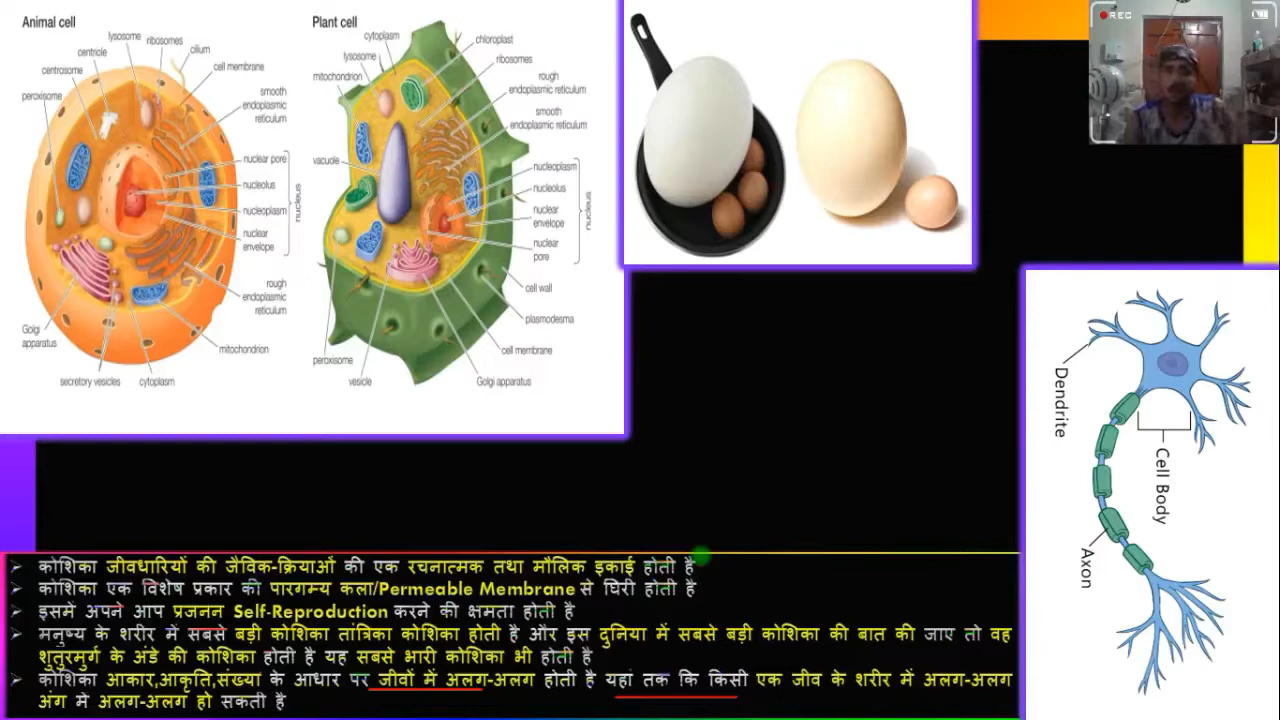 Animal cell
lysosome
ribosomes
centricle
cilium
centrosome
cell membrane
peroxisome
smooth
endoplasmic
reticulum
nuclear pore
nucleolus
nucleoplasm
nuclear
envelope
nucleus
rough
endoplasmic
reticulum
Golgi
apparatus
mitochondrion
secretory vesicles
cytoplasm
Plant cell
cytoplasm
chloroplast
lysosome
ribosomes
mitochondrion
rough
endoplasmic reticulum
smooth
endoplasmic reticulum
vacuole
nucleoplasm
nucleolus
nuclear
envelope
nuclear
pore
nucleus
cell wall
plasmodesma
cell membrane
peroxisome
vesicle
Golgi apparatus
REC
Dendrite
Cell Body
Axon
कोशिका जीवधारियों की जैविक-क्रियाओं की एक रचनात्मक तथा मौलिक इकाई होती है
कोशिका एक विशेष प्रकार की पारगम्य कला/Permeable Membrane से घिरी होती है
इसमें अपने आप प्रजनन Self-Reproduction करने की क्षमता होती है
मनुष्य के शरीर में सबसे बड़ी कोशिका तांत्रिका कोशिका होती है और इस दुनिया में सबसे बड़ी कोशिका की बात की जाए तो वह
शुतुरमुर्ग के अंडे की कोशिका होती है यह सबसे भारी कोशिका भी होती है
कोशिका आकार,आकृति,संख्या के आधार पर जीवों में अलग-अलग होती है यहां तक कि किसी एक जीव के शरीर में अलग-अलग
अंग में अलग-अलग हो सकती है